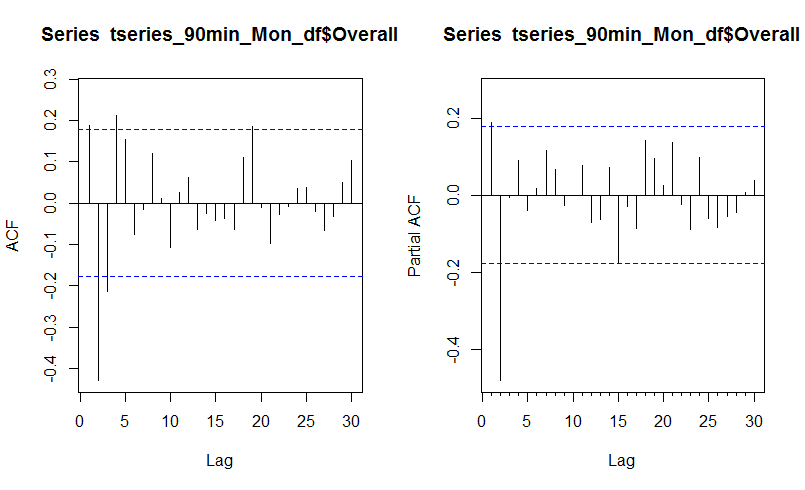 Series tseries_90min_Mon_df$Overall
ACF
0.3
0.2
0.1
0.0
-0.1
-0.2
-0.3
-0.4
0 5 10 15 20 25 30
Lag
Series tseries_90min_Mon_df$Overall
Partial ACF
0.2
0.0
-0.2
-0.4
0 5 10 15 20 25 30
Lag